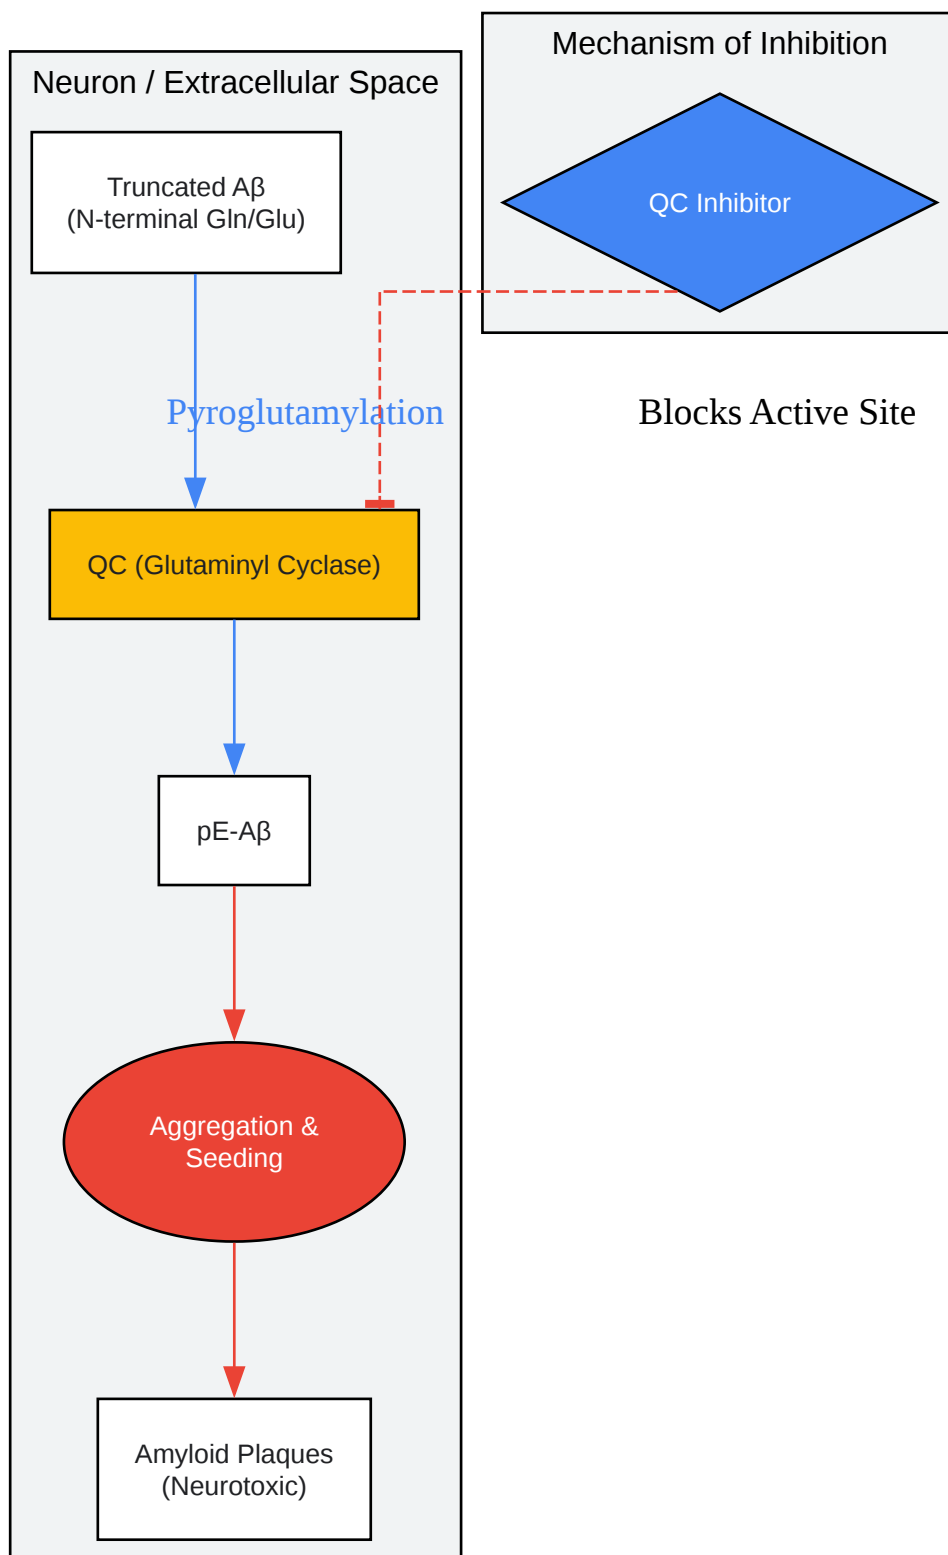 Mechanism of Inhibition
Neuron / Extracellular Space
Truncated Aβ
(N-terminal Gln/Glu)
QC Inhibitor
Pyroglutamylation
Blocks Active Site
QC (Glutaminyl Cyclase)
pE-Aβ
Aggregation &
Seeding
Amyloid Plaques
(Neurotoxic)